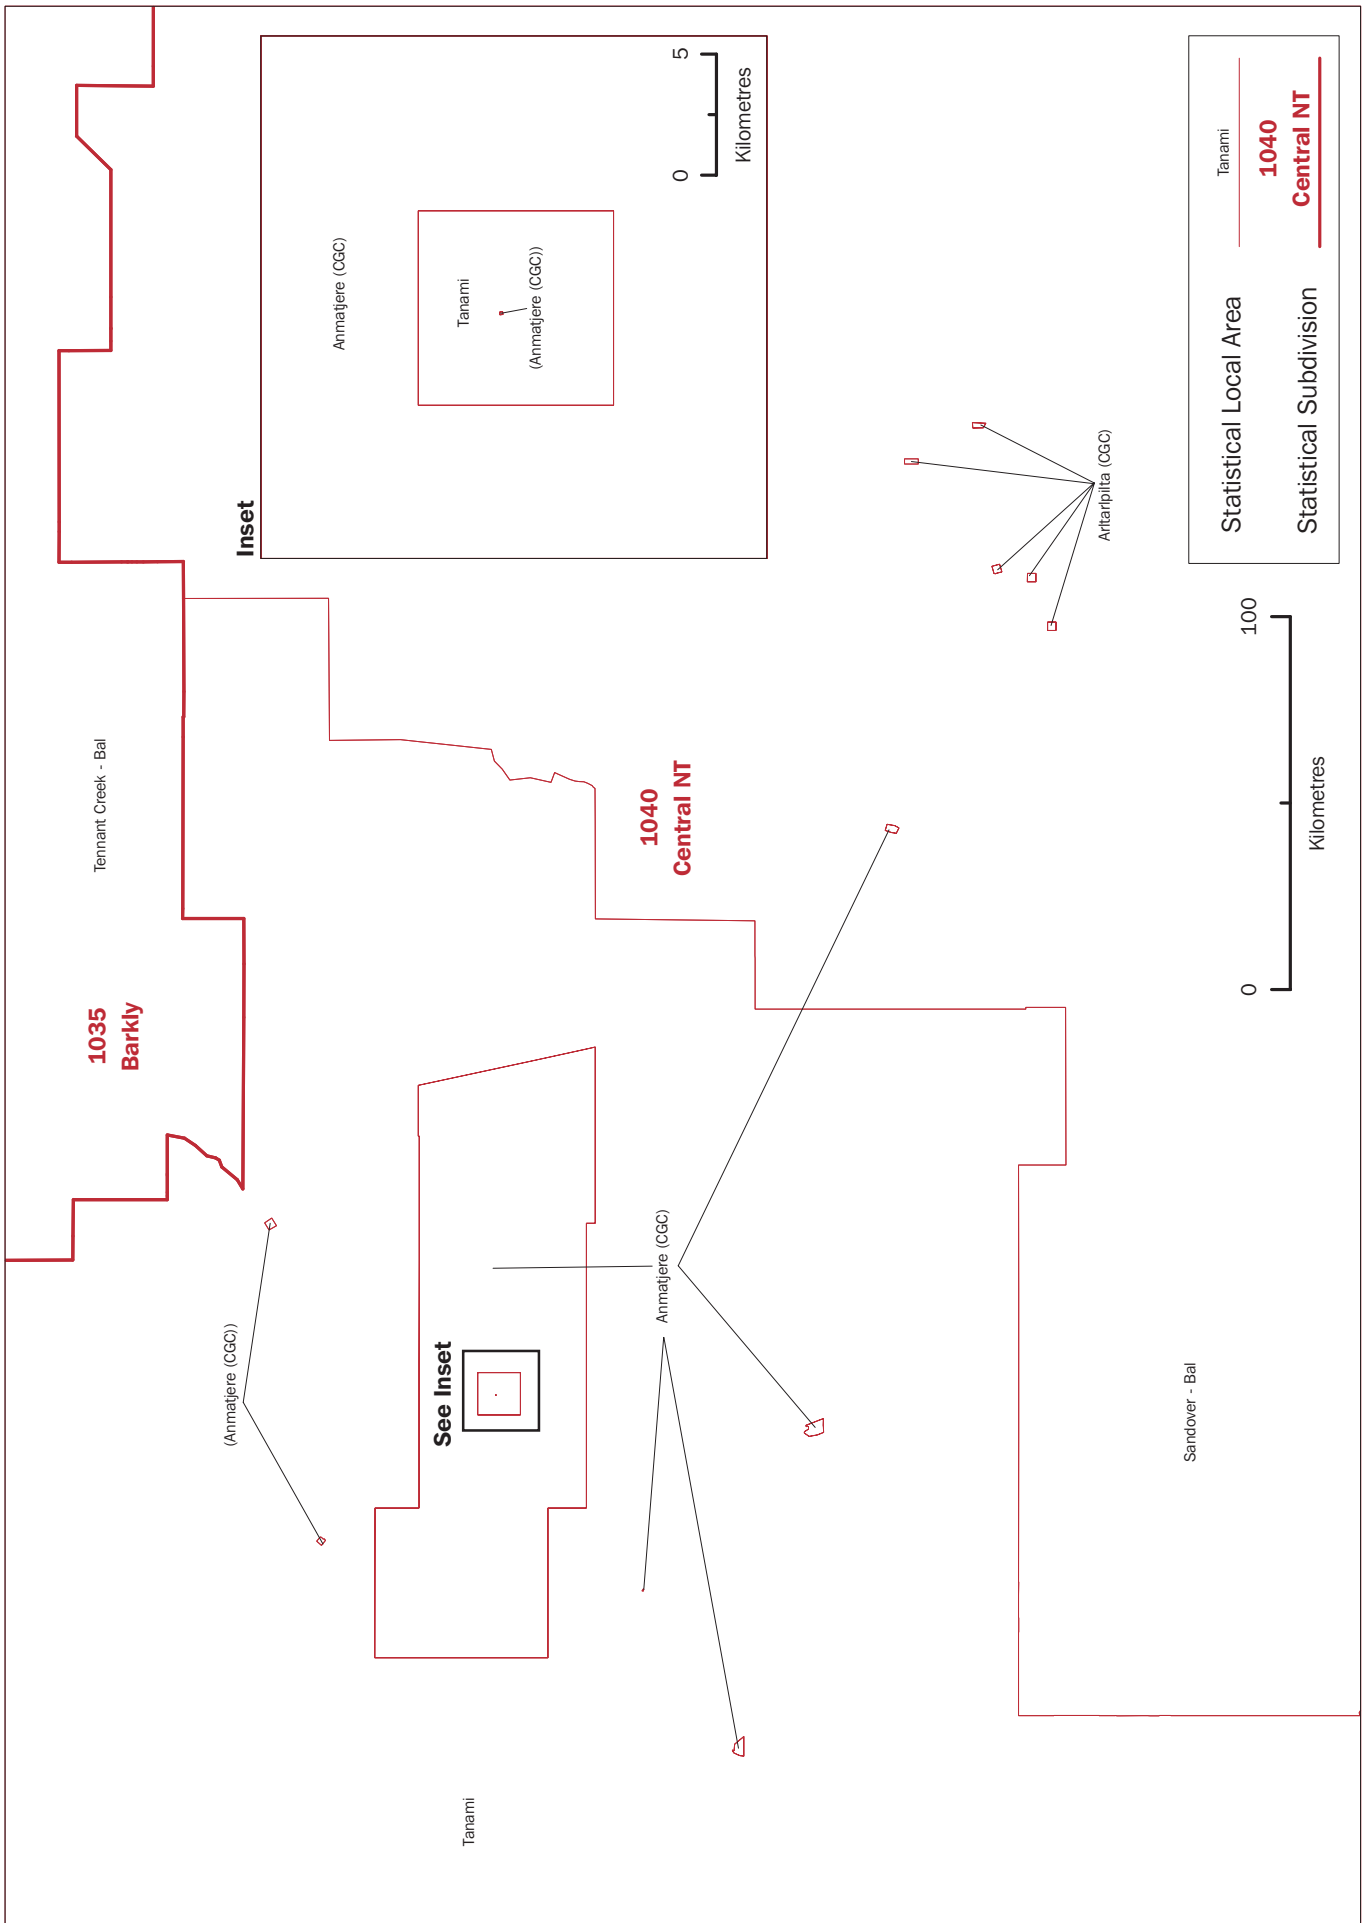 1035
Barkly
Tennant Creek - Bal
(Anmatjere (CGC))
Inset
Anmatjere (CGC)
Tanami
(Anmatjere (CGC))
0
5
Kilometres
See Inset
Tanami
Anmatjere (CGC)
1040
Central NT
Arltarlpilta (CGC)
Sandover - Bal
0
100
Kilometres
Statistical Local Area
Tanami
Statistical Subdivision
1040
Central NT